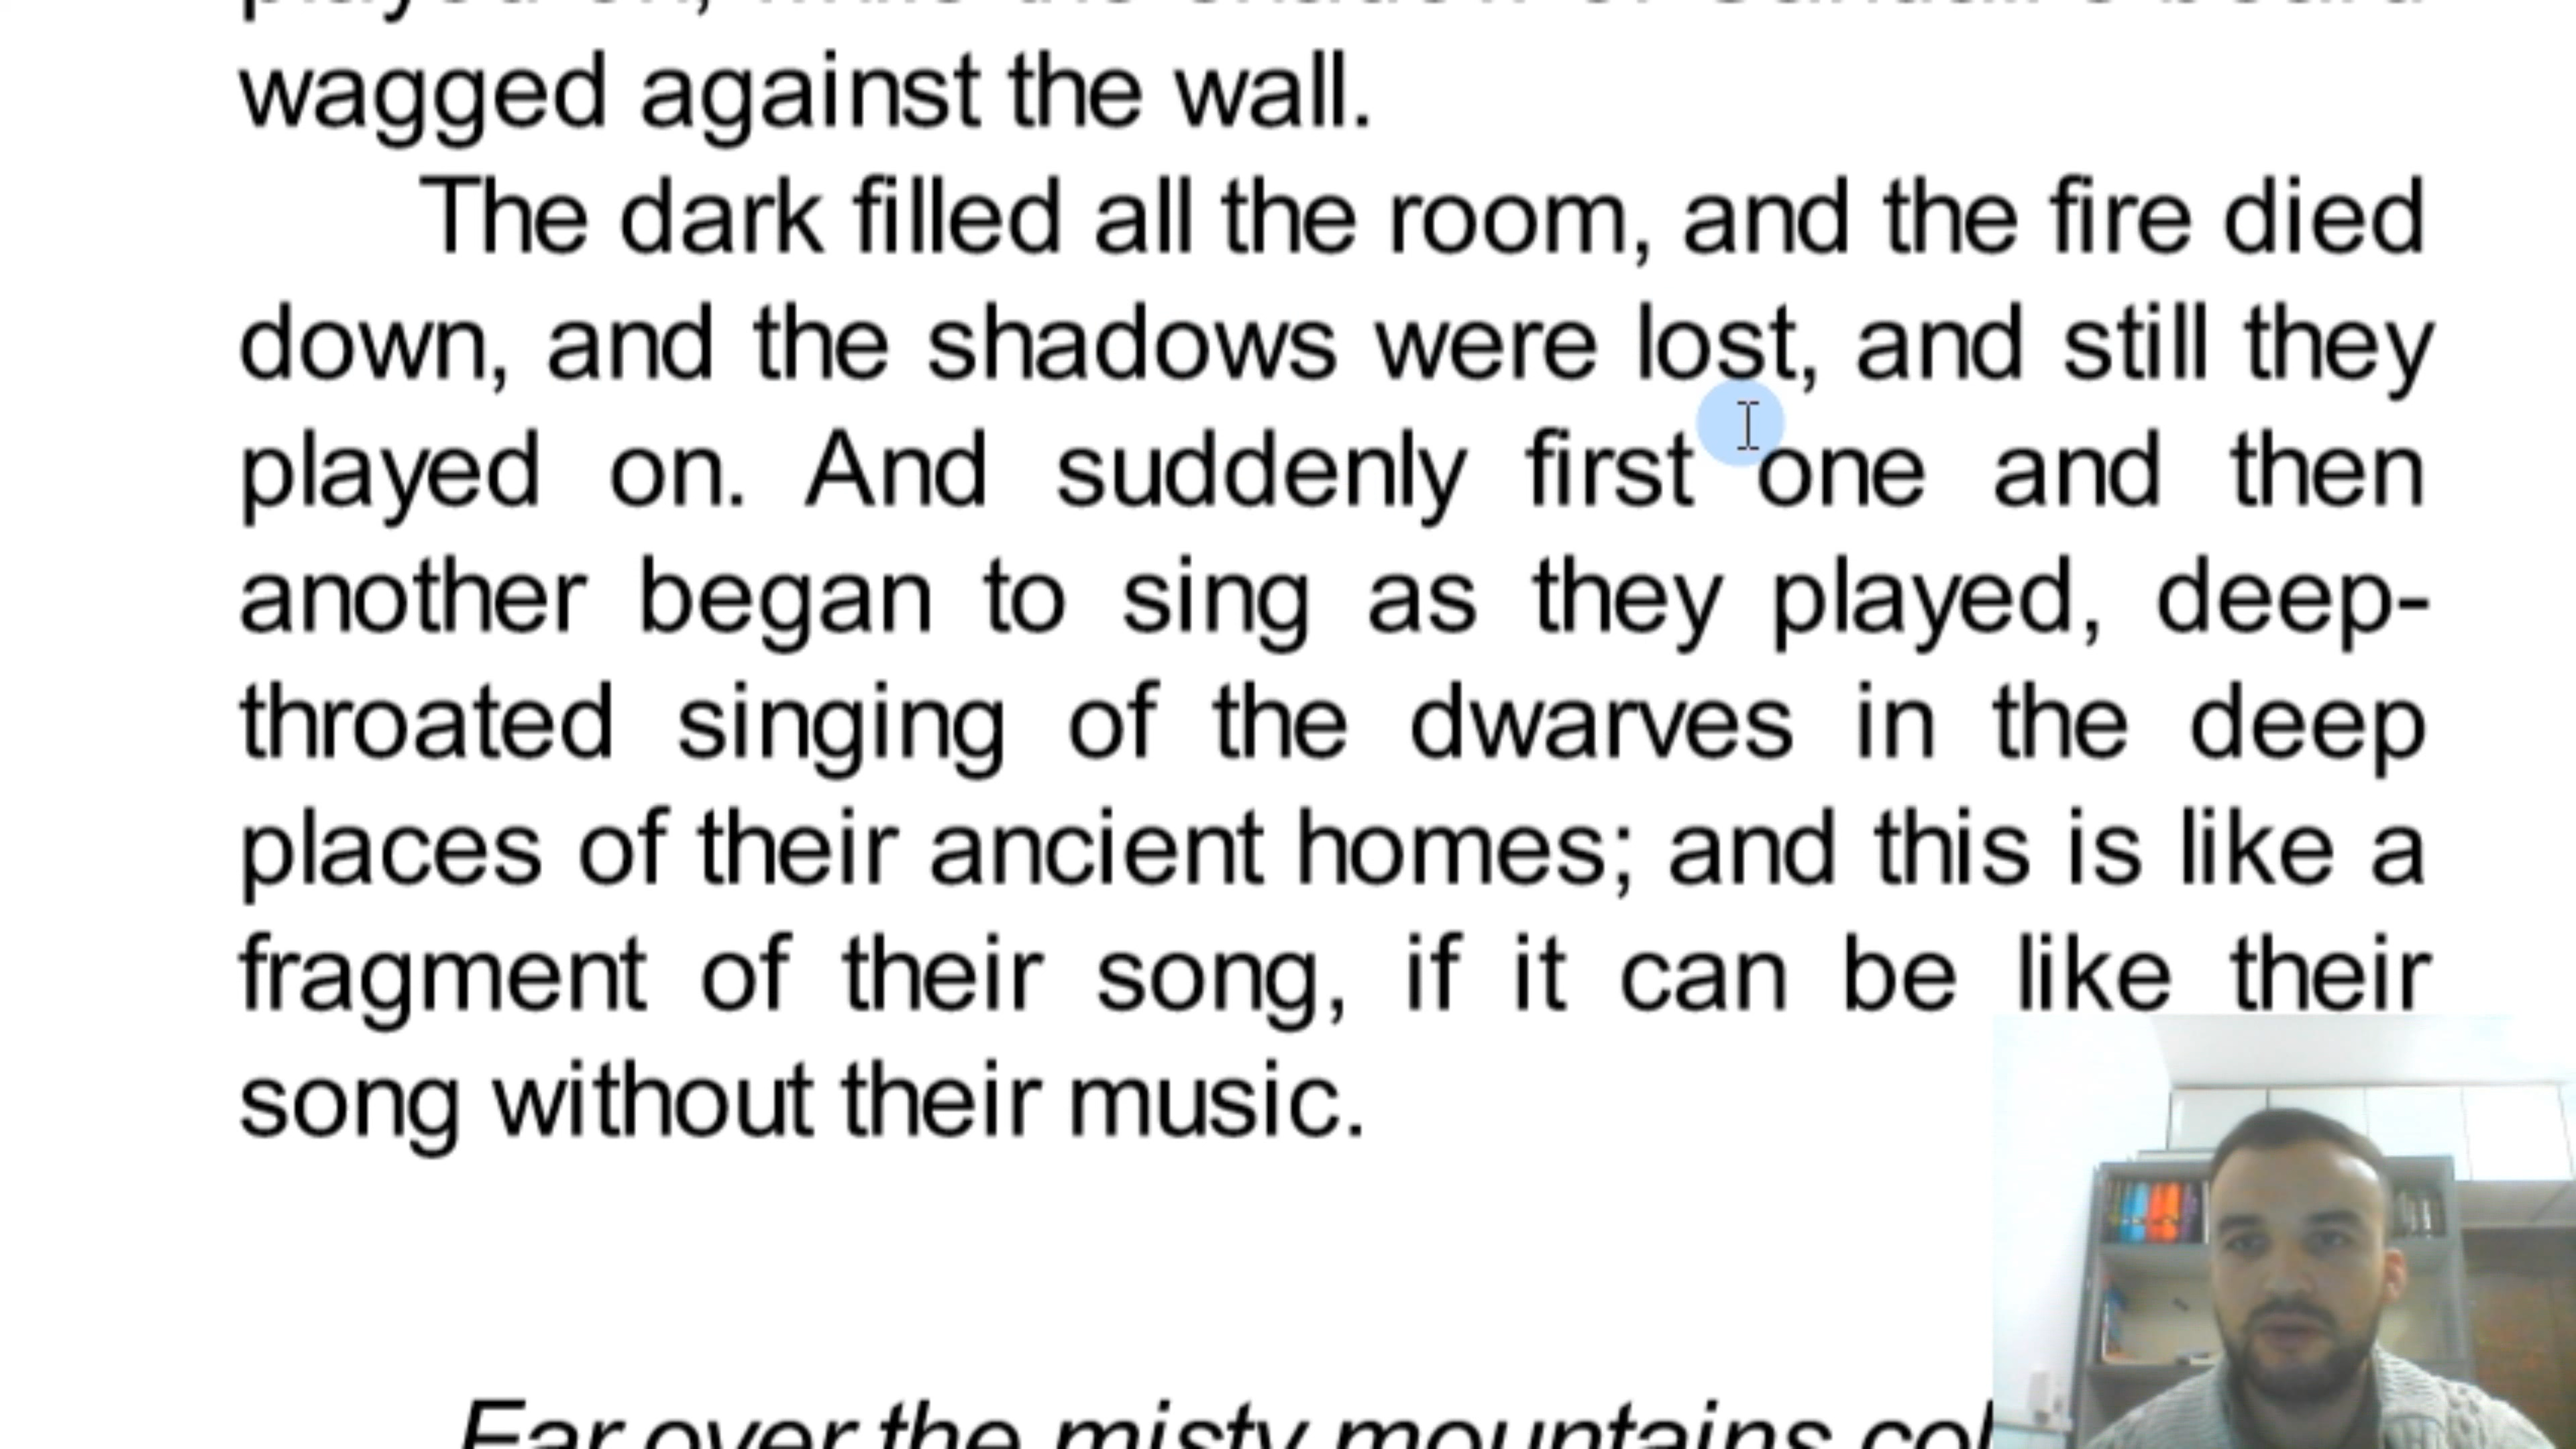 wagged against the wall.
The dark filled all the room, and the fire died
down, and the shadows were lost, and still they
played on. And suddenly first one and then
another began to sing as they played, deep-
throated singing of the dwarves in the deep
places of their ancient homes; and this is like a
fragment of their song, if it can be like their
song without their music.
Far over the misty mountains